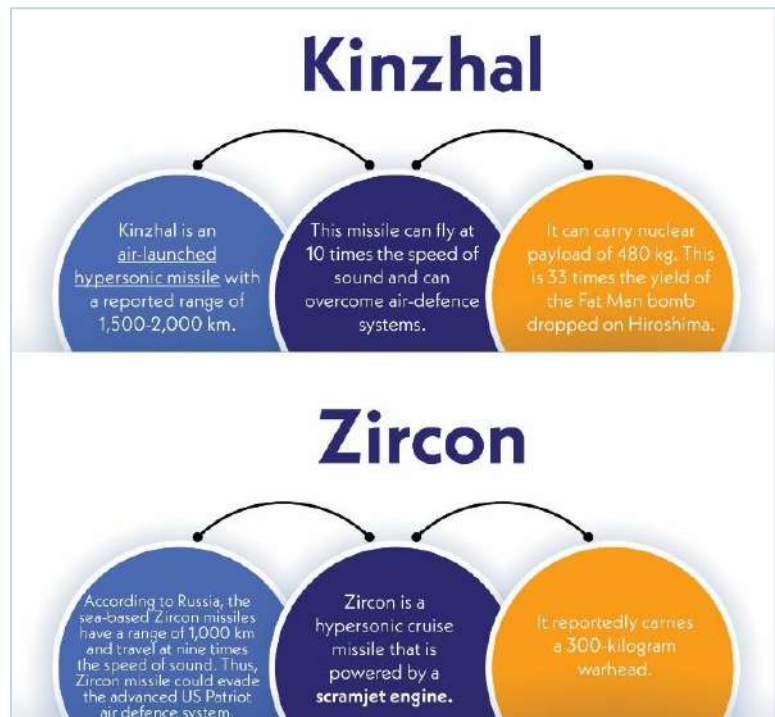 Kinzhal
Kinzhal is an
air-launched
hypersonic missile with
a reported range of
1,500-2,000 km.
This missile can fly at
10 times the speed of
sound and can
overcome air-defence
systems.
It can carry nuclear
payload of 480 kg. This
is 33 times the yield of
the Fat Man bomb
dropped on Hiroshima.
Zircon
According to Russia, the
sea-based Zircon missiles
have a range of 1,000 km
and travel at nine times
the speed of sound. Thus,
Zircon missile could evade
the advanced US Patriot
air defence system.
Zircon is a
hypersonic cruise
missile that is
powered by a
scramjet engine.
It reportedly carries
a 300-kilogram
warhead.